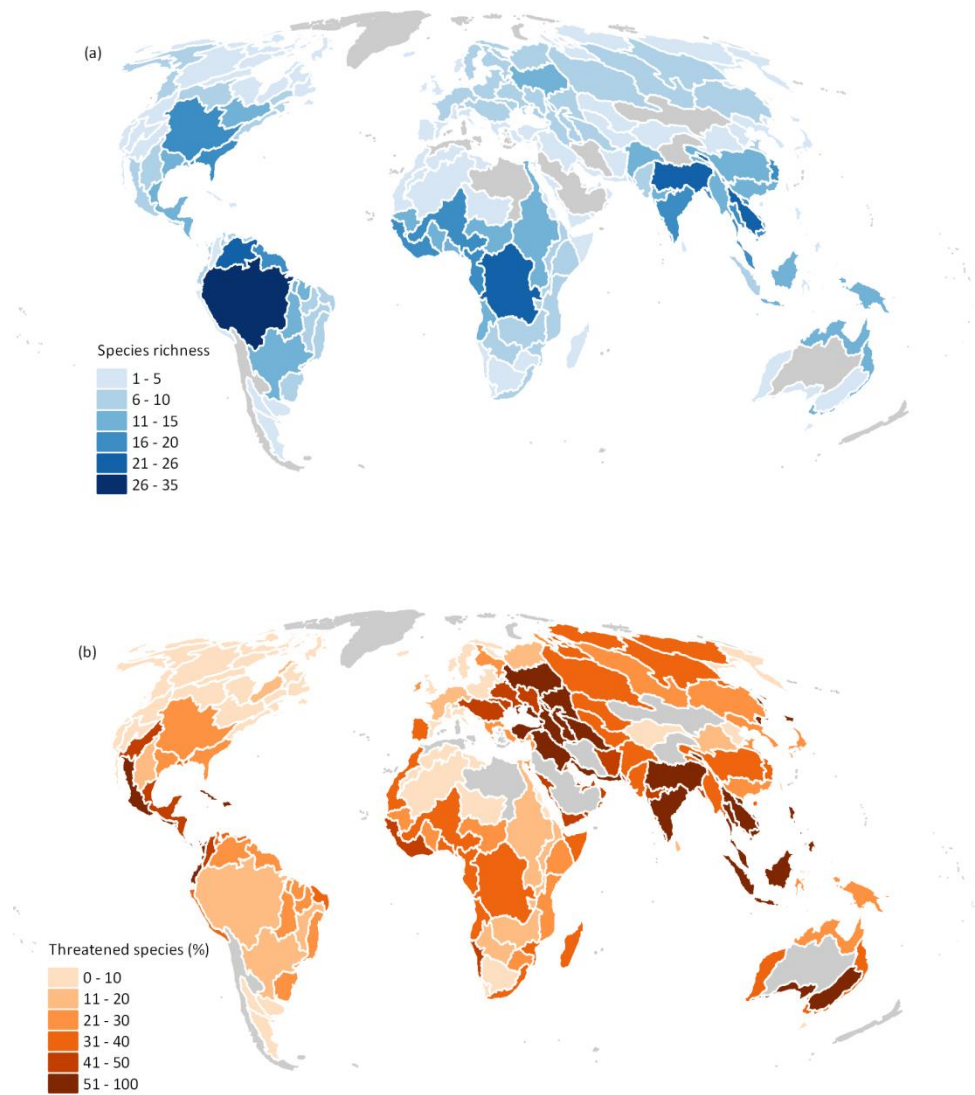 (a)
Species richness
1 - 5
6 - 10
11 - 15
16 - 20
21 - 26
26 - 35
(b)
Threatened species (%)
0 - 10
11 - 20
21 - 30
31 - 40
41 - 50
51 - 100